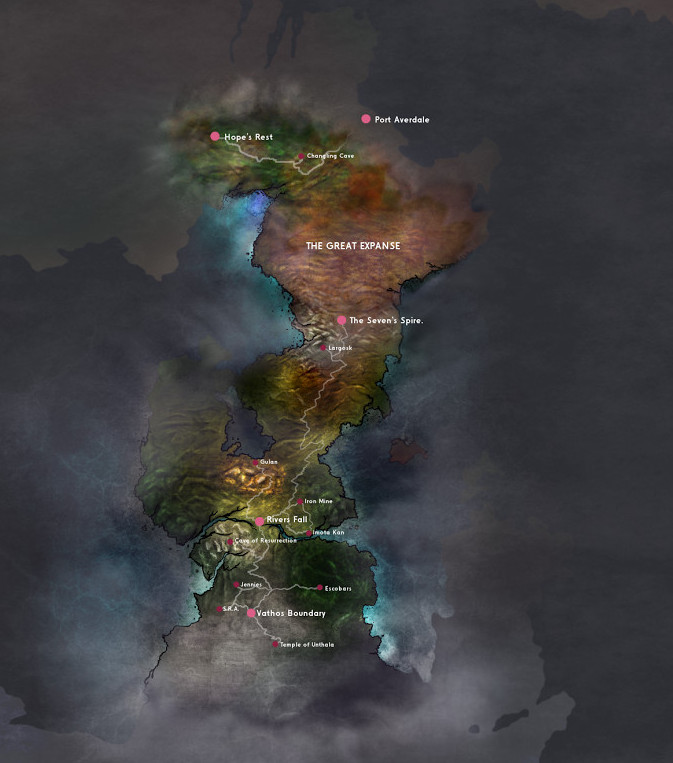 Port Averdale
Hope's Rest
Changling Cave
THE GREAT EXPANSE
The Seven's Spire.
Largosk
Gulan
Iron Mine
Rivers Fall
Imota Kan
Cave of Resurrection
Jennies
Escobars
S.R.A.
Vathos Boundary
Temple of Unthala